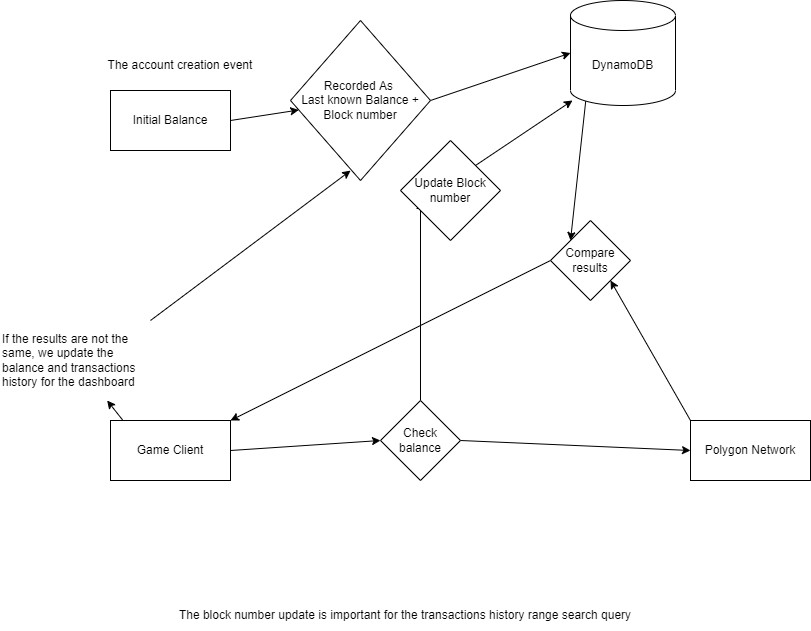 The account creation event
Initial Balance
Recorded As
Last known Balance +
Block number
DynamoDB
Update Block
number
Compare
results
If the results are not the
same, we update the
balance and transactions
history for the dashboard
Game Client
Check
balance
Polygon Network
The block number update is important for the transactions history range search query